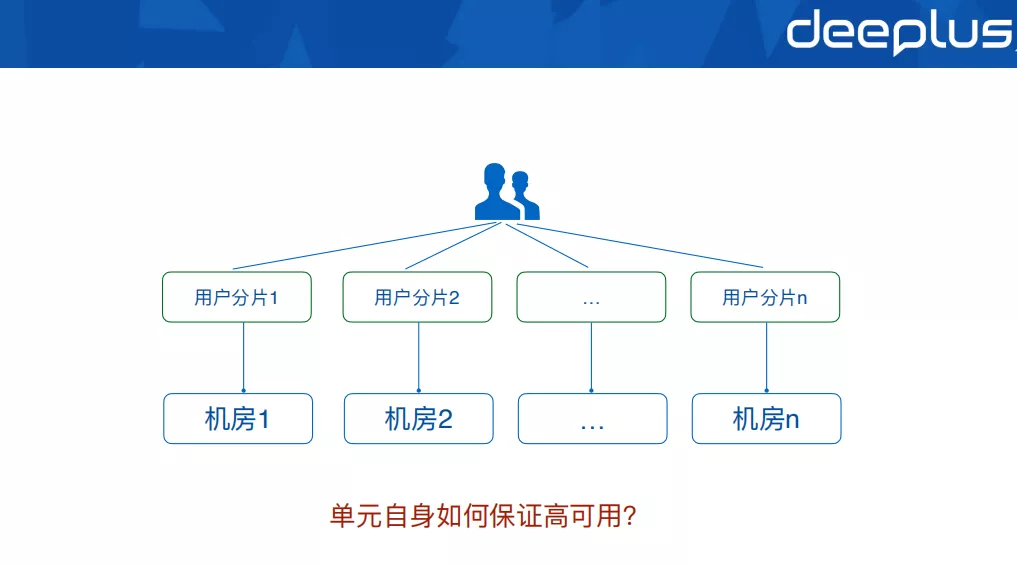 deeplus
用户分片1
用户分片2
...
用户分片n
机房1
机房2
...
机房n
单元自身如何保证高可用?